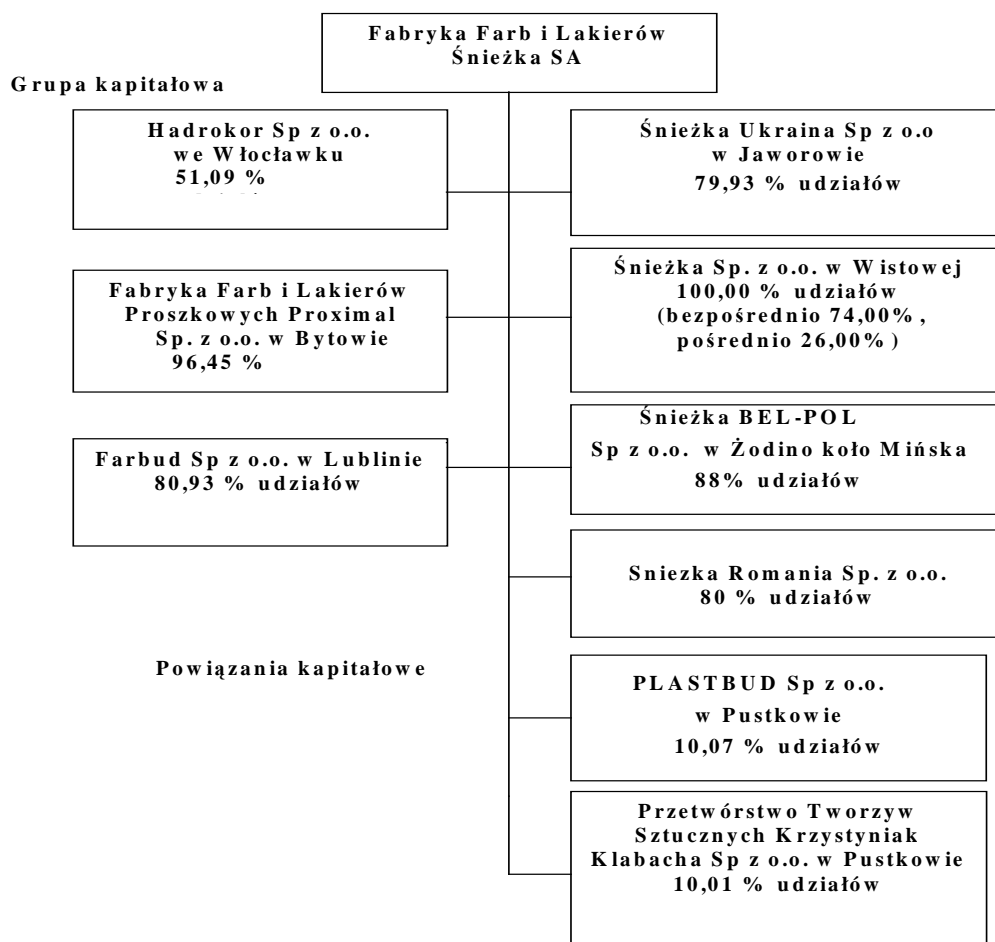 Fabryka Farb i Lakierów
Śnieżka SA
Grupa kapitałowa
Hadrokor Sp z o.o.
we Włocławku
51,09 %
Śnieżka Ukraina Sp z o.o
w Jaworowie
79,93 % udziałów
Fabryka Farb i Lakierów
Proszkowych Proximal
Sp. z o.o. w Bytowie
96,45 %
Śnieżka Sp. z o.o. w Wistowej
100,00 % udziałów
(bezpośrednio 74,00%,
pośrednio 26,00%)
Farbud Sp z o.o. w Lublinie
80,93 % udziałów
Śnieżka BEL-POL
Sp z o.o. w Żodino koło Mińska
88% udziałów
Sniezka Romania Sp. z o.o.
80 % udziałów
Powiązania kapitałowe
PLASTBUD Sp z o.o.
w Pustkowie
10,07 % udziałów
Przetwórstwo Tworzyw
Sztucznych Krzystyniak
Klabacha Sp z o.o. w Pustkowie
10,01 % udziałów